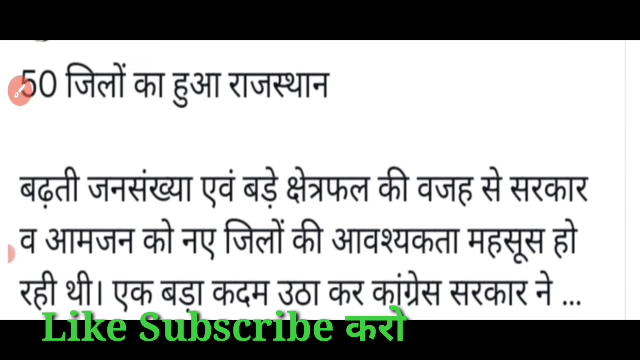 50 जिलों का हुआ राजस्थान
बढ़ती जनसंख्या एवं बड़े क्षेत्रफल की वजह से सरकार
व आमजन को नए जिलों की आवश्यकता महसूस हो
रही थी। एक बड़ा कदम उठा कर कांग्रेस सरकार ने ...
Like Subscribe करो